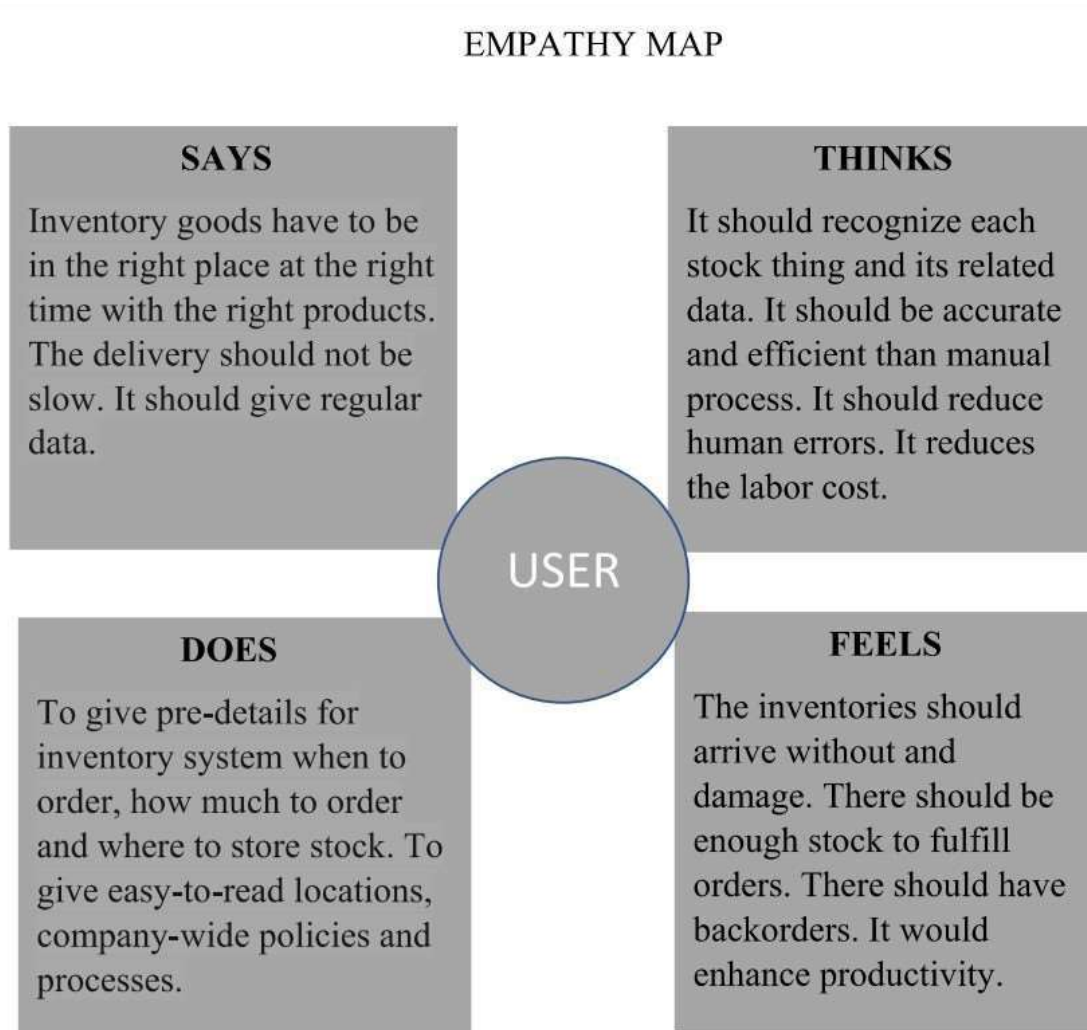 EMPATHY MAP
SAYS
Inventory goods have to be
in the right place at the right
time with the right products.
The delivery should not be
slow. It should give regular
data.
THINKS
It should recognize each
stock thing and its related
data. It should be accurate
and efficient than manual
process. It should reduce
human errors. It reduces
the labor cost.
USER
DOES
To give pre-details for
inventory system when to
order, how much to order
and where to store stock. To
give easy-to-read locations,
company-wide policies and
processes.
FEELS
The inventories should
arrive without and
damage. There should be
enough stock to fulfill
orders. There should have
backorders. It would
enhance productivity.